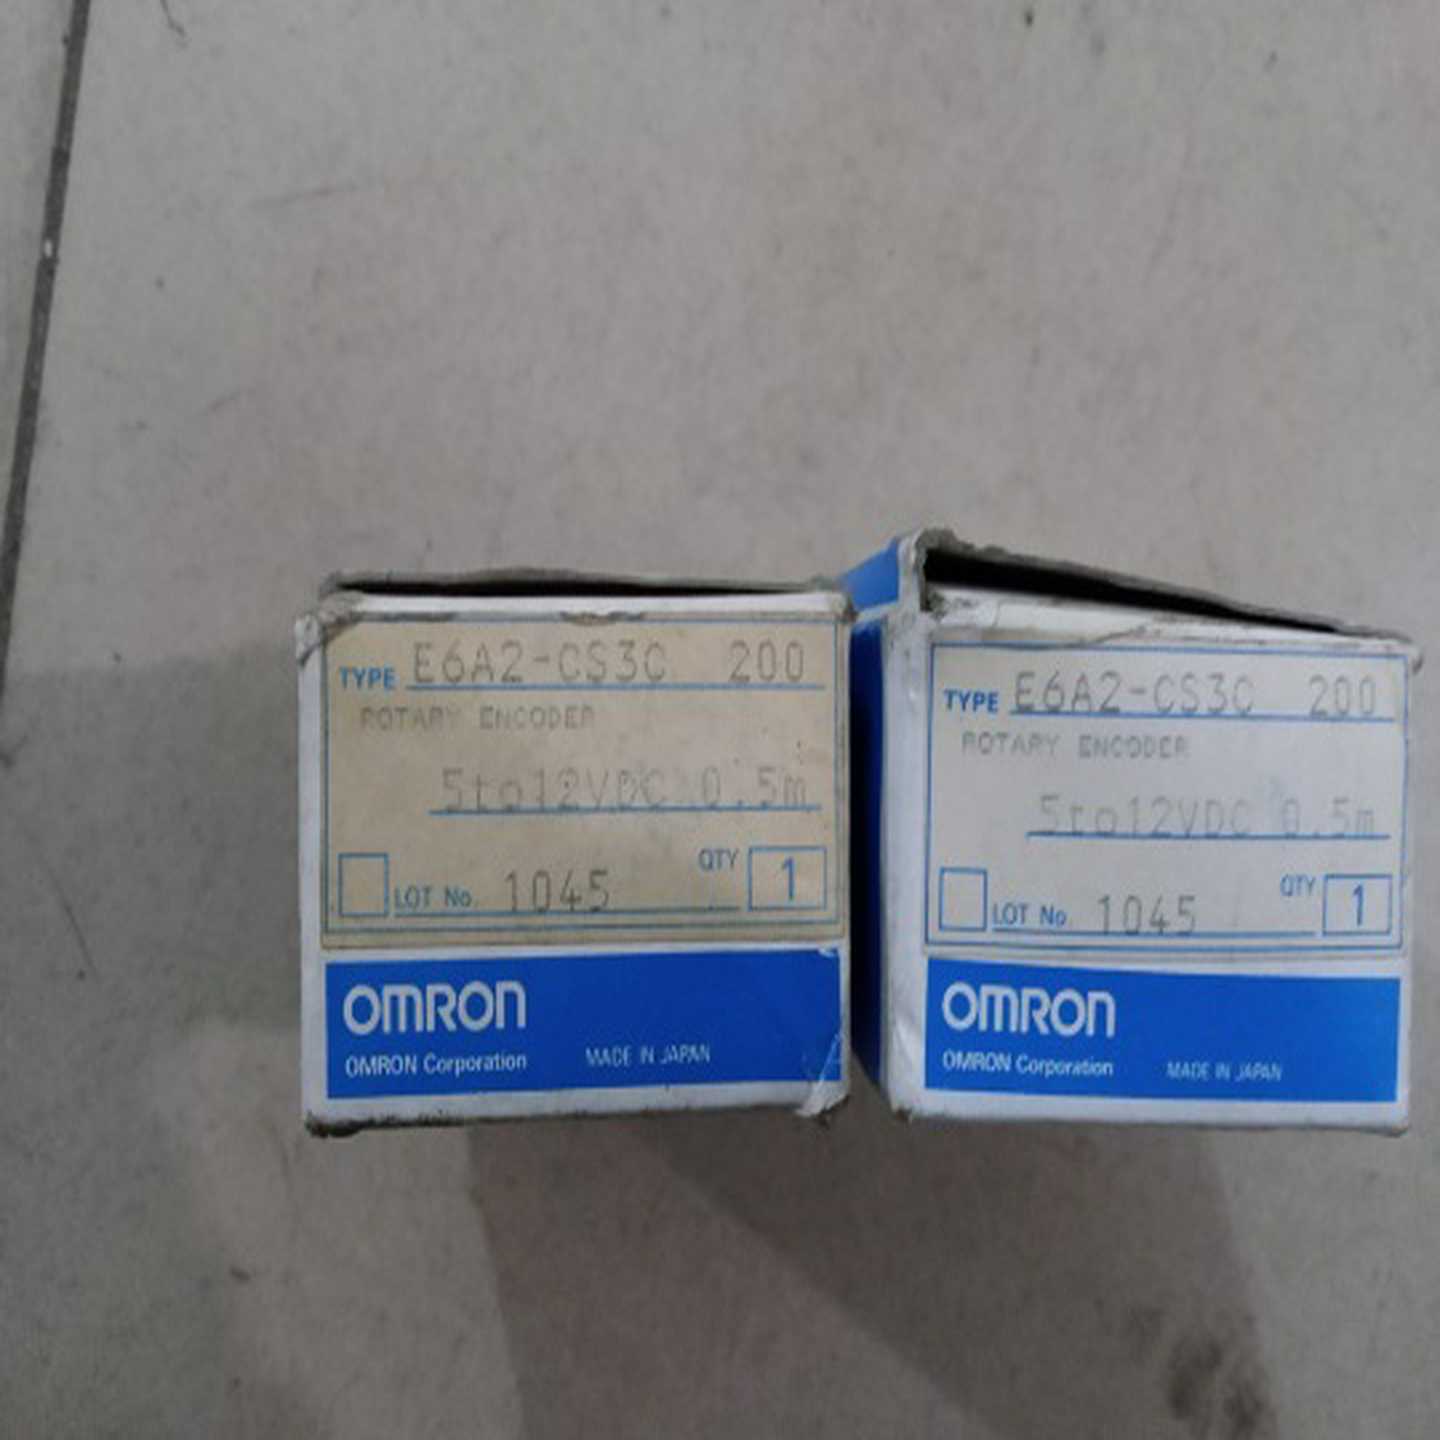 TYPE E6A2-CS3C 200
ROTARY ENCODER
5to12VDC 0.5m
LOT No. 1045 QTY 1
OMRON
OMRON Corporation MADE IN JAPAN
TYPE E6A2-CS3C 200
ROTARY ENCODER
5to12VDC 0.5m
LOT No. 1045 QTY 1
OMRON
OMRON Corporation MADE IN JAPAN